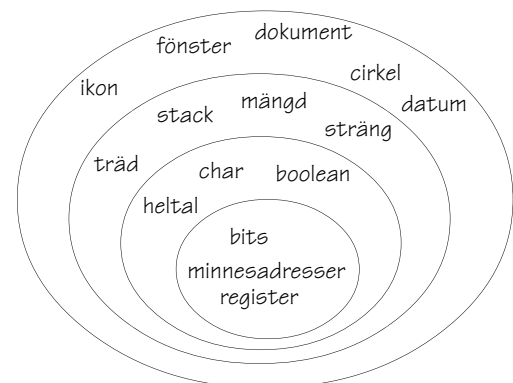 dokument
fönster
cirkel
ikon
datum
mängd
stack
sträng
träd
char
boolean
heltal
bits
minnesadresser
register